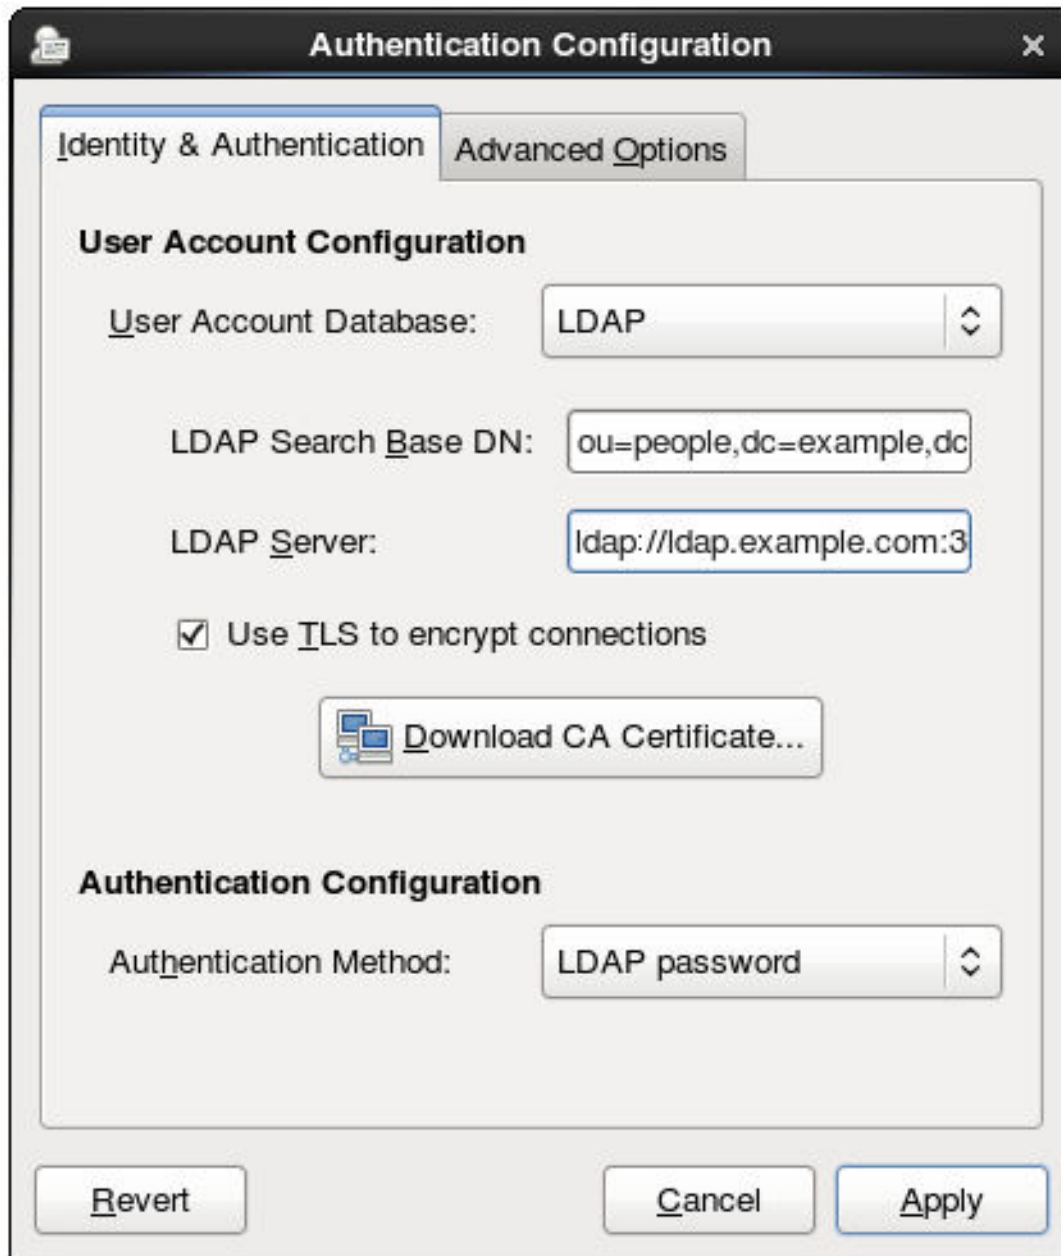 Authentication Configuration
Identity & Authentication
Advanced Options
User Account Configuration
User Account Database: LDAP
LDAP Search Base DN: ou=people,dc=example,dc
LDAP Server: ldap://ldap.example.com:3
Use TLS to encrypt connections
Download CA Certificate...
Authentication Configuration
Authentication Method: LDAP password
Revert Cancel Apply